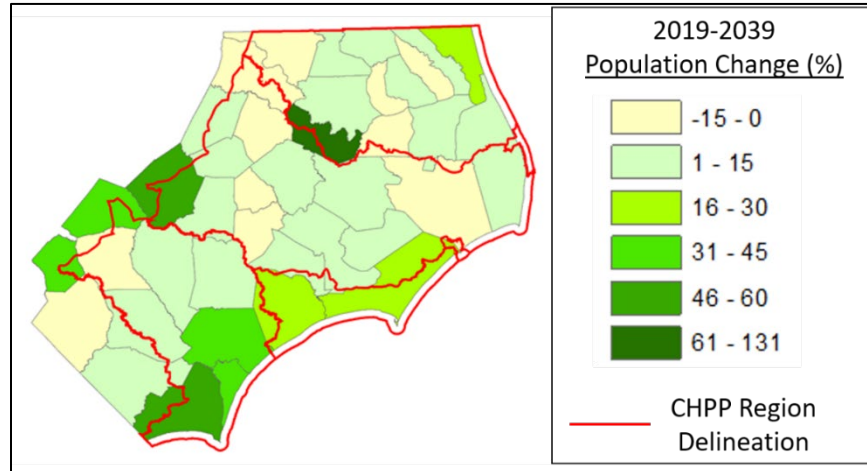 2019-2039
Population Change (%)
-15 - 0
1 - 15
16 - 30
31 - 45
46 - 60
61 - 131
CHPP Region
Delineation